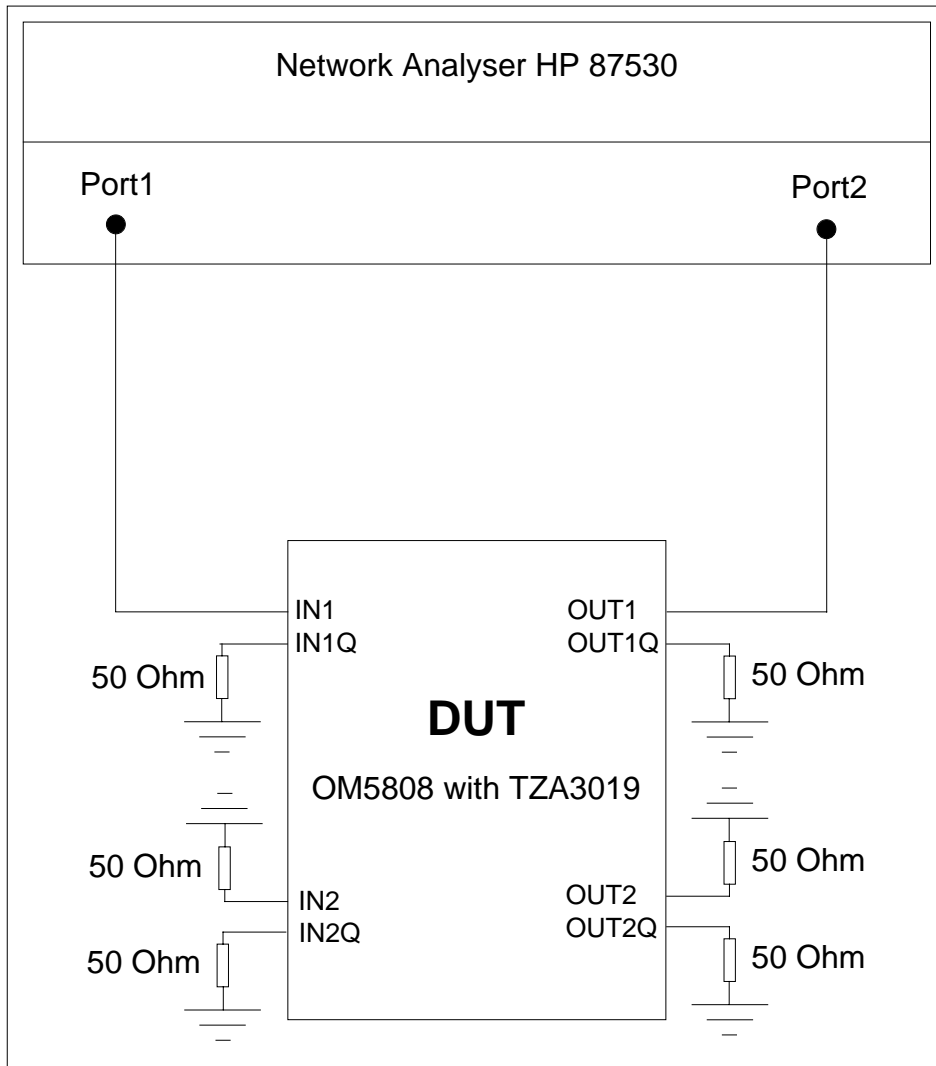 Network Analyser HP 87530
Port1
Port2
IN1
OUT1
IN1Q
OUT1Q
50 Ohm
50 Ohm
DUT
OM5808 with TZA3019
50 Ohm
50 Ohm
IN2
OUT2
IN2Q
OUT2Q
50 Ohm
50 Ohm